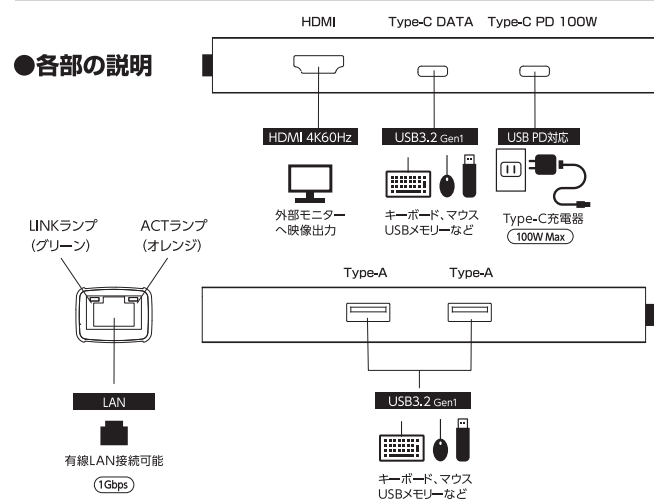 HDMI Type-C DATA Type-C PD 100W
●各部の説明
HDMI 4K60Hz
外部モニター
へ映像出力
USB3.2 Gen1
キーボード、マウス
USBメモリーなど
USB PD対応
Type-C充電器
100W Max
LINKランプ
(グリーン)
ACTランプ
(オレンジ)
LAN
有線LAN接続可能
1Gbps
Type-A Type-A
USB3.2 Gen1
キーボード、マウス
USBメモリーなど